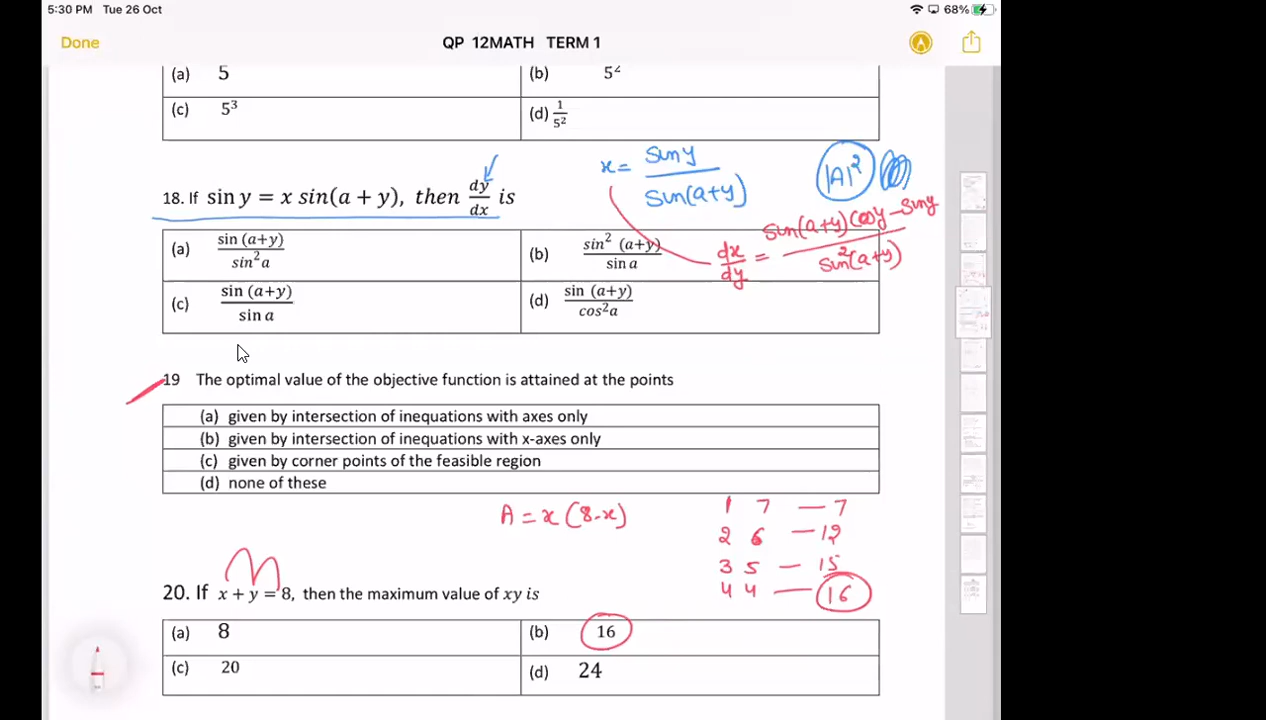 5:30 PM Tue 26 Oct 68%
Done QP 12MATH TERM 1
(a) 5 (b) 5²
(c) 5³ (d) 1/5²
x = sin y / sin(a+y) |A|²
18. If sin y = x sin(a + y), then dy/dx is
dx/dy = sin(a+y) cos y - sin y / sin²(a+y)
(a) sin (a+y) / sin²a (b) sin² (a+y) / sin a
(c) sin (a+y) / sin a (d) sin (a+y) / cos²a
19 The optimal value of the objective function is attained at the points
(a) given by intersection of inequations with axes only
(b) given by intersection of inequations with x-axes only
(c) given by corner points of the feasible region
(d) none of these
A = x (8-x)
1 7 — 7
2 6 — 12
3 5 — 15
4 4 — 16
20. If x + y = 8, then the maximum value of xy is
(a) 8 (b) 16
(c) 20 (d) 24